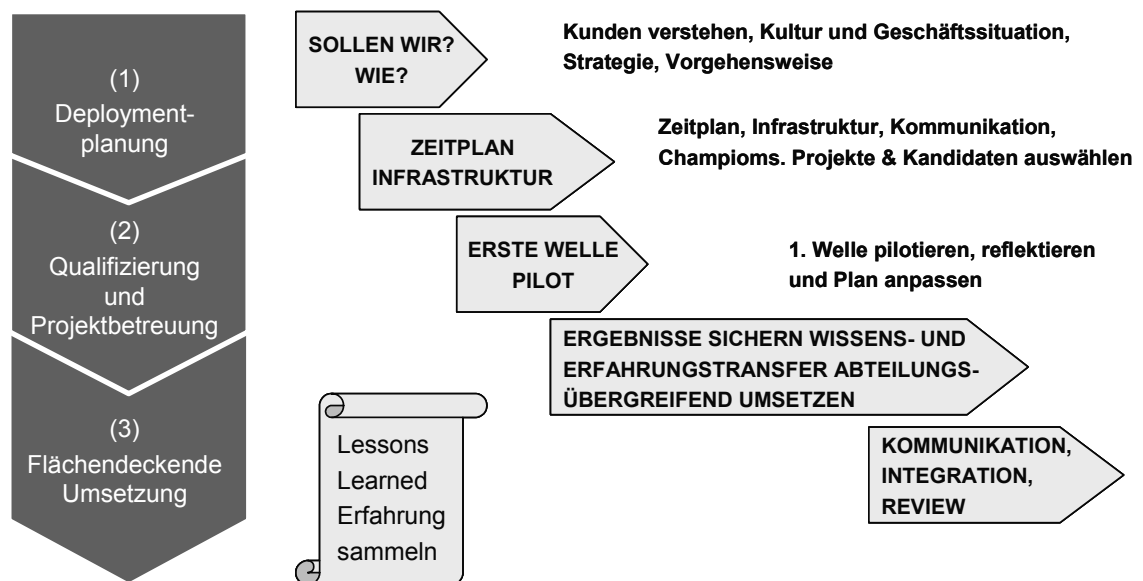 (1)
Deployment-
planung
(2)
Qualifizierung
und
Projektbetreuung
(3)
Flächendeckende
Umsetzung
SOLLEN WIR?
WIE?
Kunden verstehen, Kultur und Geschäftssituation,
Strategie, Vorgehensweise
ZEITPLAN
INFRASTRUKTUR
Zeitplan, Infrastruktur, Kommunikation,
Champioms. Projekte & Kandidaten auswählen
ERSTE WELLE
PILOT
1. Welle pilotieren, reflektieren
und Plan anpassen
ERGEBNISSE SICHERN WISSENS- UND
ERFAHRUNGSTRANSFER ABTEILUNGS-
ÜBERGREIFEND UMSETZEN
KOMMUNIKATION,
INTEGRATION,
REVIEW
Lessons
Learned
Erfahrung
sammeln